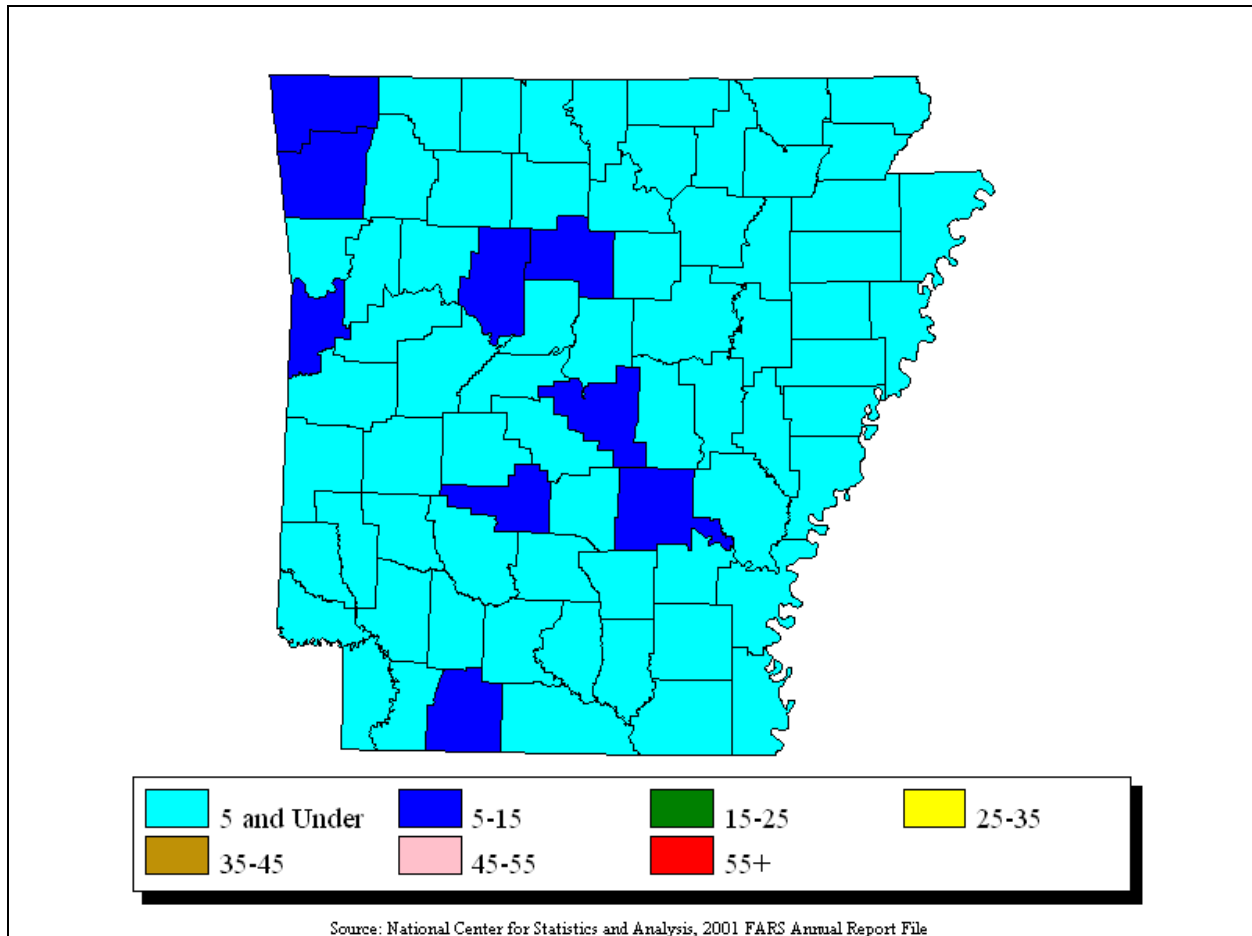 5 and Under 5-15 15-25 25-35
35-45 45-55 55+
Source: National Center for Statistics and Analysis, 2001 FARS Annual Report File